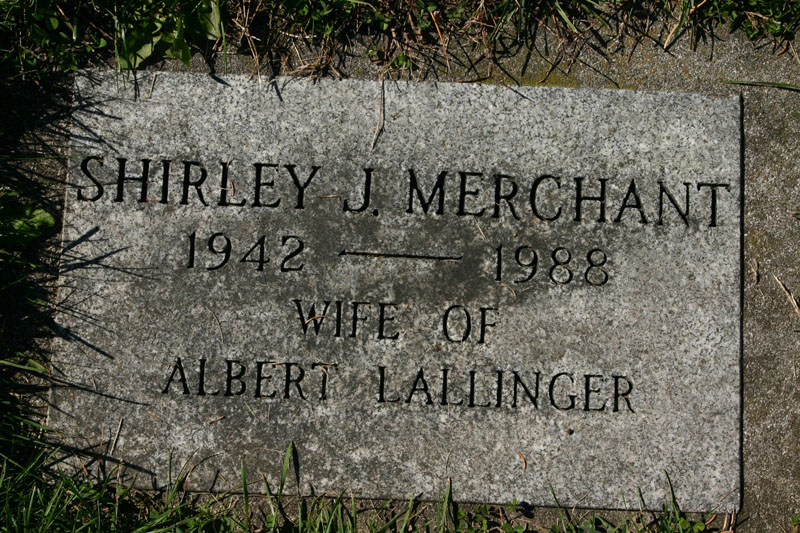 SHIRLEY J. MERCHANT
1942 — 1988
WIFE OF
ALBERT LALLINGER